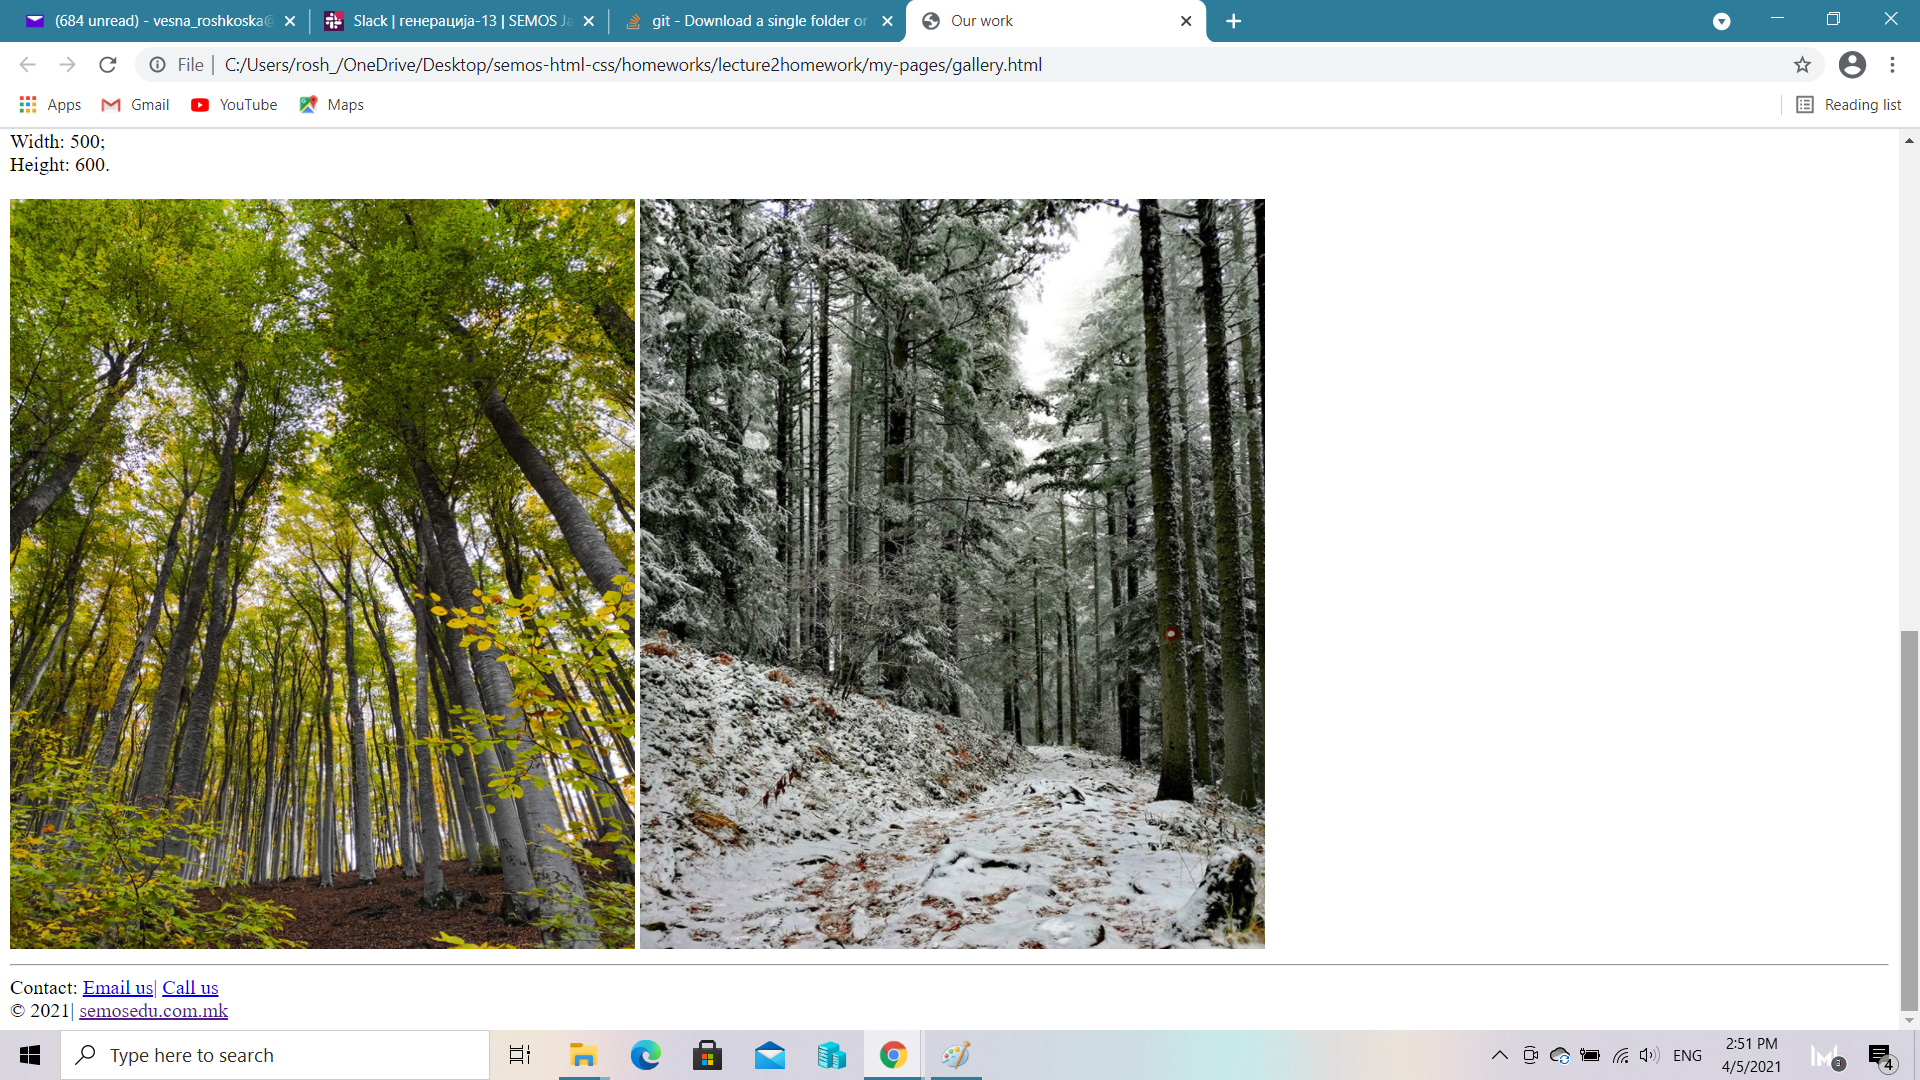 (684 unread) - vesna_roshkoska@
Slack | генерација-13 | SEMOS Ja
git - Download a single folder or
Our work
File | C:/Users/rosh_/OneDrive/Desktop/semos-html-css/homeworks/lecture2homework/my-pages/gallery.html
Apps Gmail YouTube Maps Reading list
Width: 500;
Height: 600.
Contact: Email us| Call us
© 2021| semosedu.com.mk
Type here to search
ENG
2:51 PM
4/5/2021
3
4